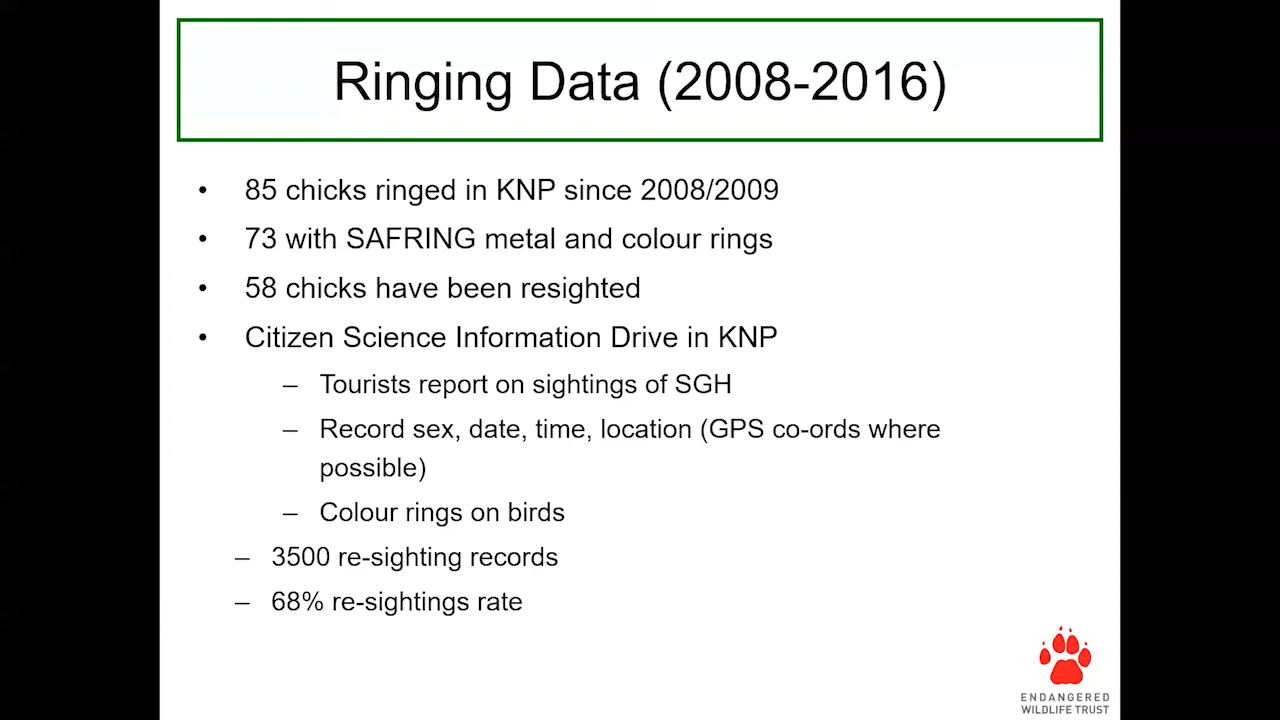 Ringing Data (2008-2016)
• 85 chicks ringed in KNP since 2008/2009
• 73 with SAFRING metal and colour rings
• 58 chicks have been resighted
• Citizen Science Information Drive in KNP
– Tourists report on sightings of SGH
– Record sex, date, time, location (GPS co-ords where
possible)
– Colour rings on birds
– 3500 re-sighting records
– 68% re-sightings rate
ENDANGERED
WILDLIFE TRUST